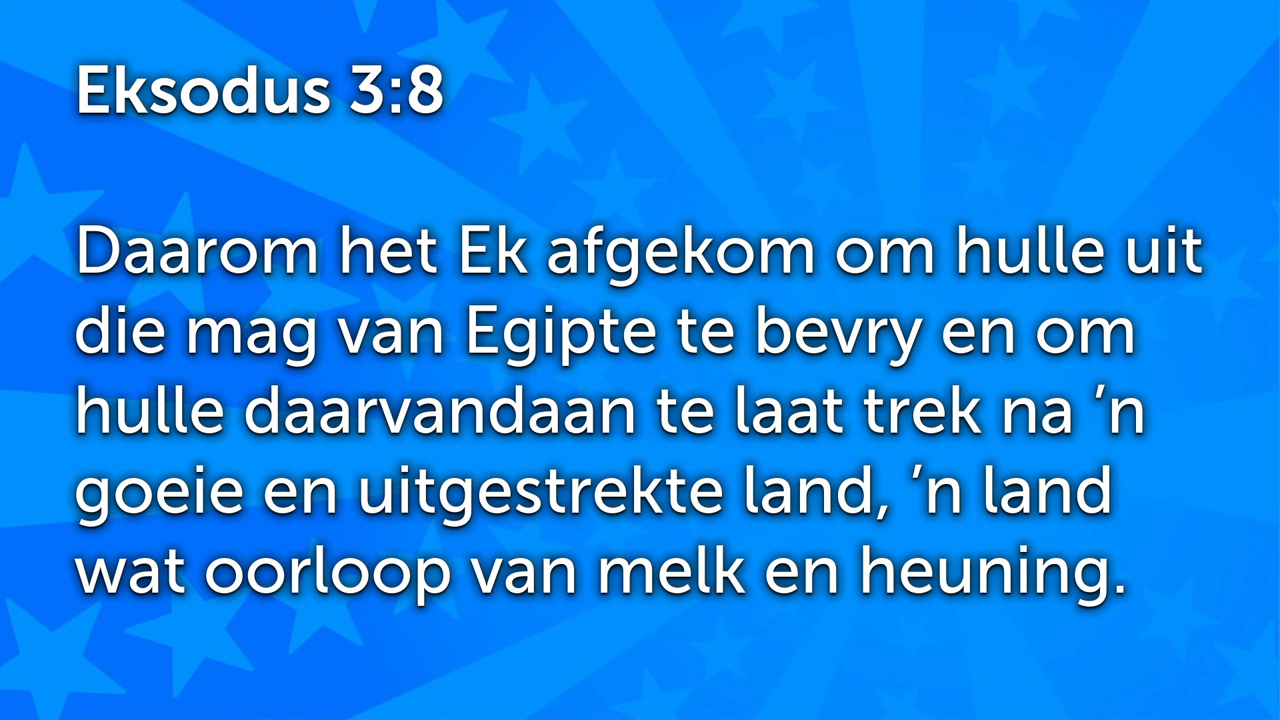 Eksodus 3:8
Daarom het Ek afgekom om hulle uit
die mag van Egipte te bevry en om
hulle daarvandaan te laat trek na ’n
goeie en uitgestrekte land, ’n land
wat oorloop van melk en heuning.